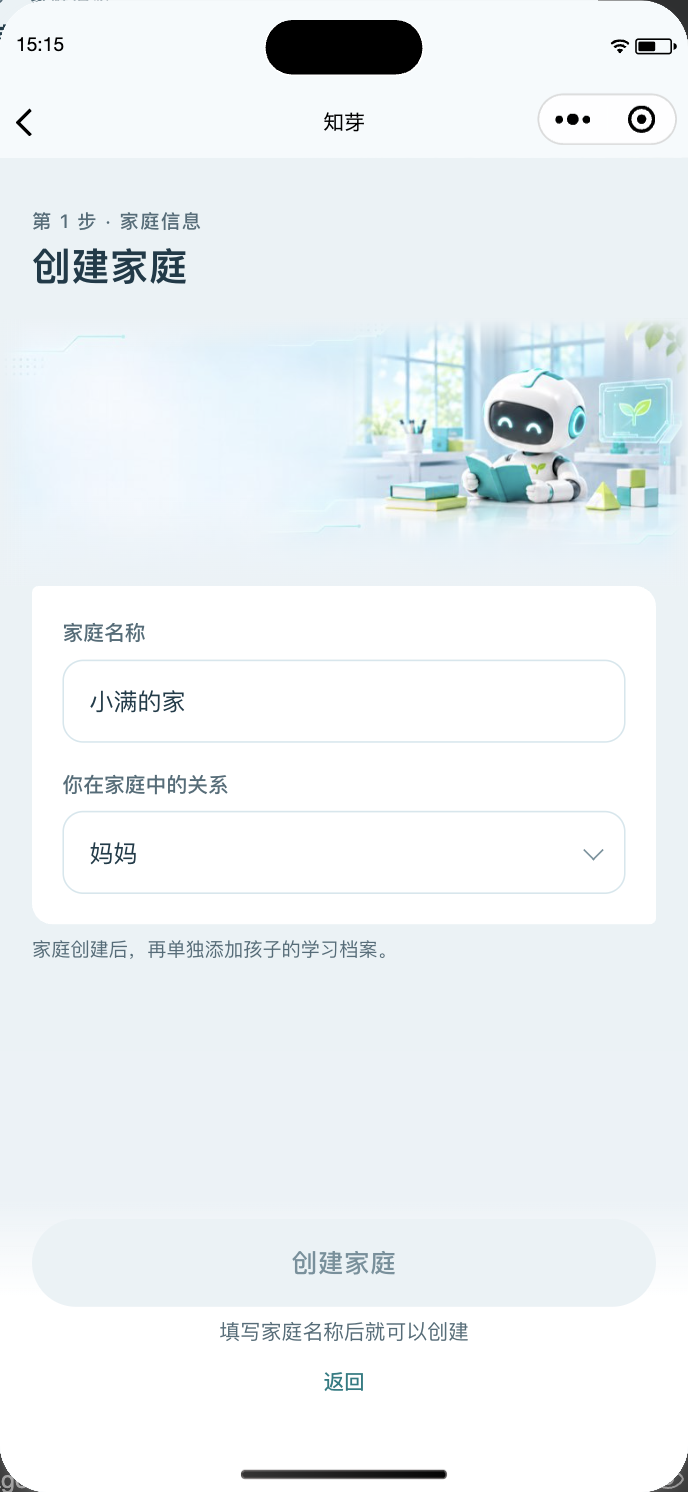 15:15
知芽
第 1 步 · 家庭信息
创建家庭
家庭名称
小满的家
你在家庭中的关系
妈妈
家庭创建后，再单独添加孩子的学习档案。
创建家庭
填写家庭名称后就可以创建
返回